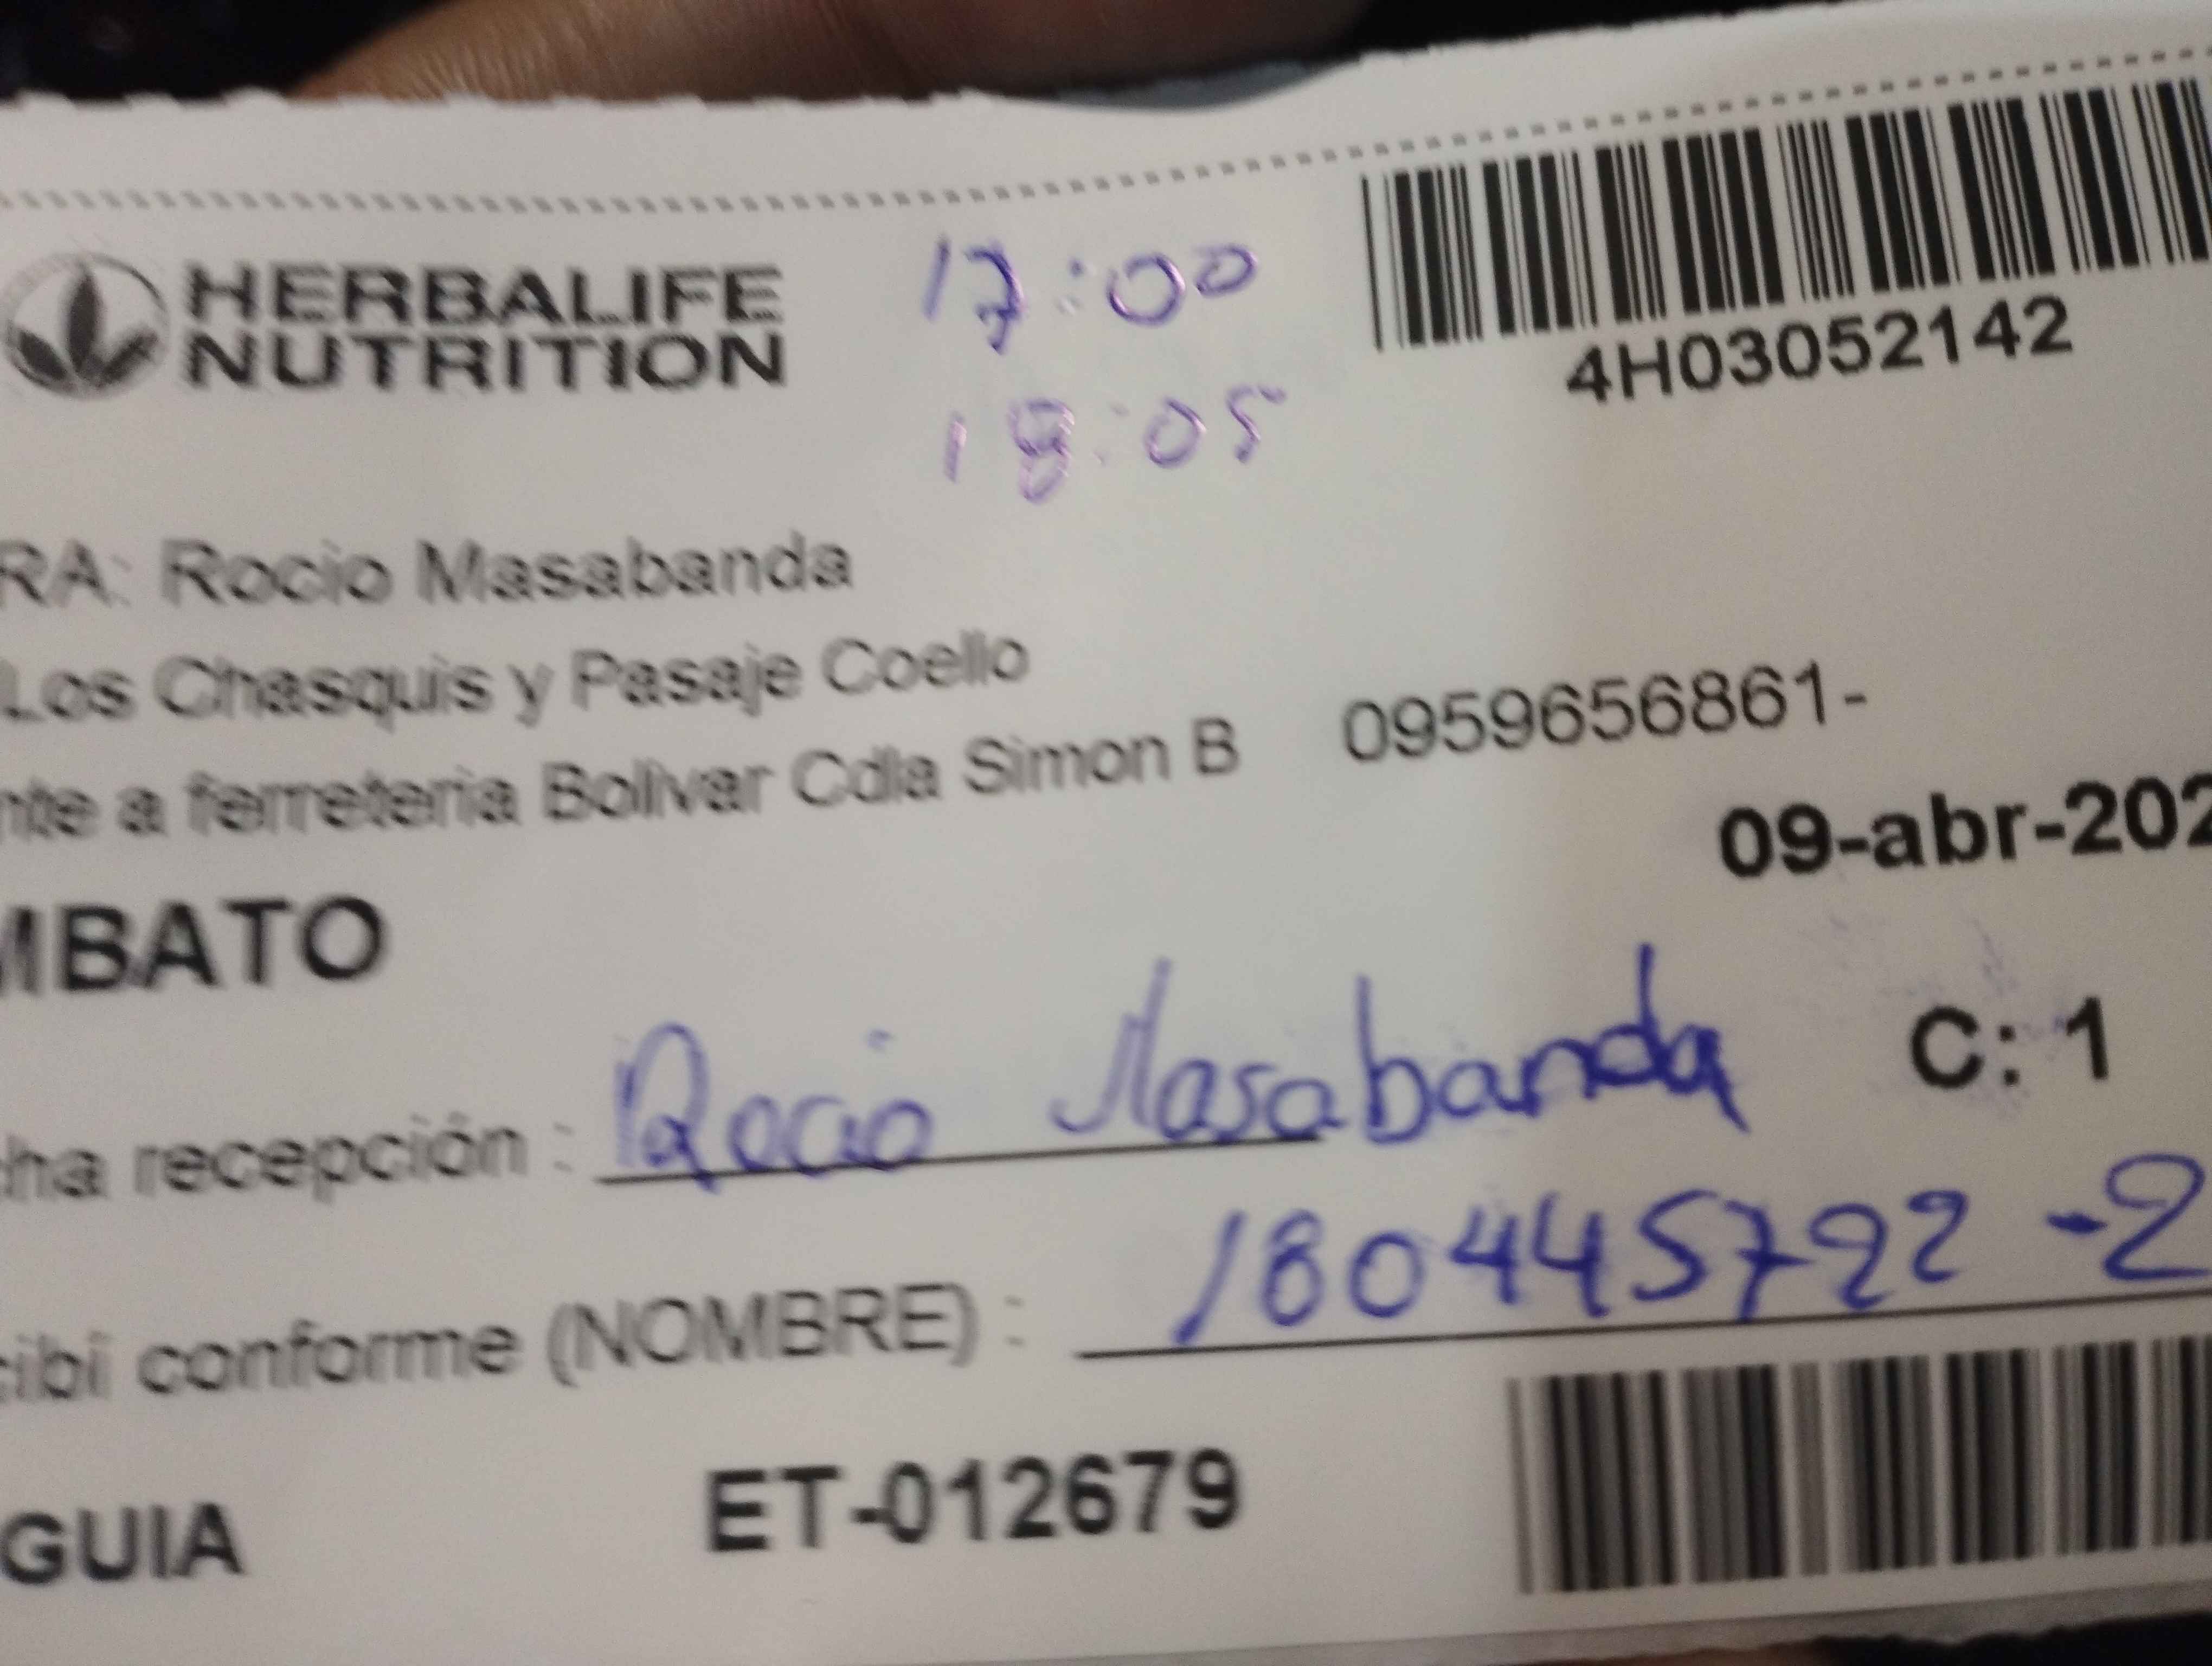 HERBALIFE
NUTRITION
17:00
18:05
4H03052142
RA: Rocio Masabanda
Los Chasquis y Pasaje Coello
nte a ferreteria Bolivar Cdla Simon B 0959656861-
09-abr-202
MBATO
C: 1
cha recepción : Rocio Masabanda
cibi conforme (NOMBRE) : 180445722-2
GUIA ET-012679